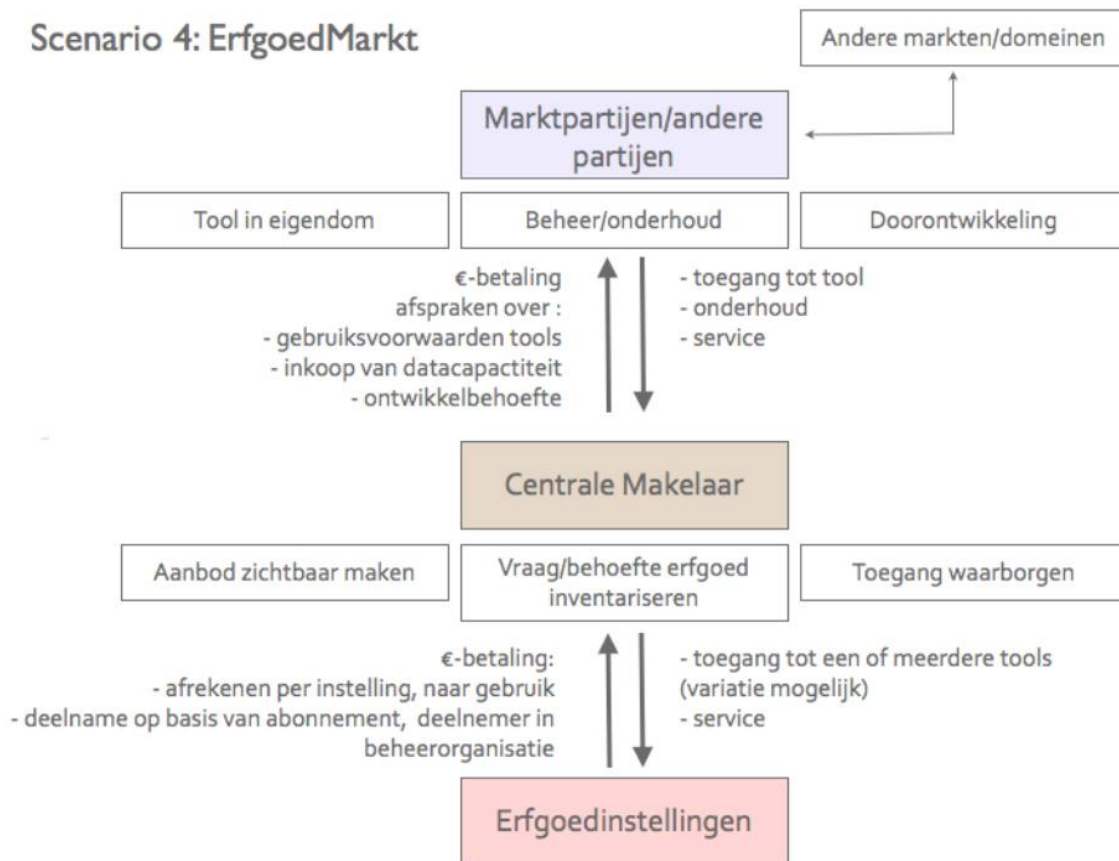 Scenario 4: ErfgoedMarkt
Andere markten/domeinen
Marktpartijen/andere
partijen
Tool in eigendom
Beheer/onderhoud
Doorontwikkeling
€-betaling
afspraken over :
- gebruiksvoorwaarden tools
- inkoop van datacapactiteit
- ontwikkelbehoefte
- toegang tot tool
- onderhoud
- service
Centrale Makelaar
Aanbod zichtbaar maken
Vraag/behoefte erfgoed
inventariseren
Toegang waarborgen
€-betaling:
- afrekenen per instelling, naar gebruik
- deelname op basis van abonnement, deelnemer in
beheerorganisatie
- toegang tot een of meerdere tools
(variatie mogelijk)
- service
Erfgoedinstellingen